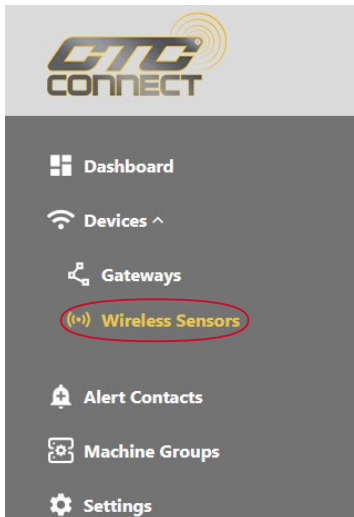 CTC
CONNECT
Dashboard
Devices
Gateways
Wireless Sensors
Alert Contacts
Machine Groups
Settings